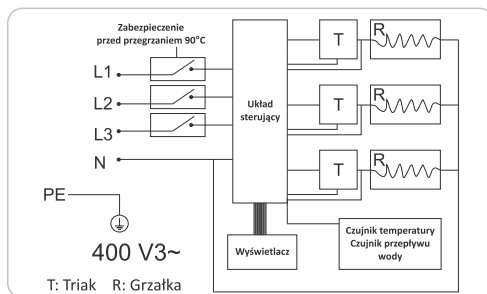 Zabezpieczenie
przed przegrzaniem 90°C
L1
L2
L3
N
PE
400 V3~
T: Triak R: Grzałka
Układ
sterujący
T
R
T
R
T
R
Wyświetlacz
Czujnik temperatury
Czujnik przepływu
wody